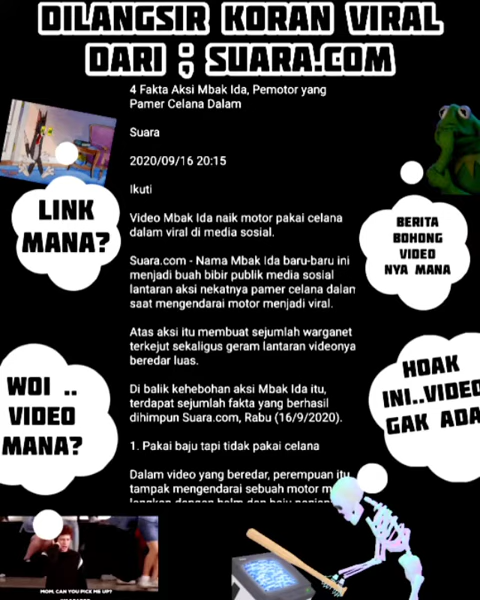 DILANGSIR KORAN VIRAL
DARI ; SUARA.COM
4 Fakta Aksi Mbak Ida, Pemotor yang
Pamer Celana Dalam
Suara
2020/09/16 20:15
Ikuti
LINK
MANA?
BERITA
BOHONG
VIDEO
NYA MANA
Video Mbak Ida naik motor pakai celana
dalam viral di media sosial.
Suara.com - Nama Mbak Ida baru-baru ini
menjadi buah bibir publik media sosial
lantaran aksi nekatnya pamer celana dalan
saat mengendarai motor menjadi viral.
Atas aksi itu membuat sejumlah warganet
terkejut sekaligus geram lantaran videonya
beredar luas.
WOI ..
VIDEO
MANA?
HOAK
INI..VIDEO
GAK ADA
Di balik kehebohan aksi Mbak Ida itu,
terdapat sejumlah fakta yang berhasil
dihimpun Suara.com, Rabu (16/9/2020).
1. Pakai baju tapi tidak pakai celana
Dalam video yang beredar, perempuan itu
tampak mengendarai sebuah motor m
MOM, CAN YOU PICK ME UP?